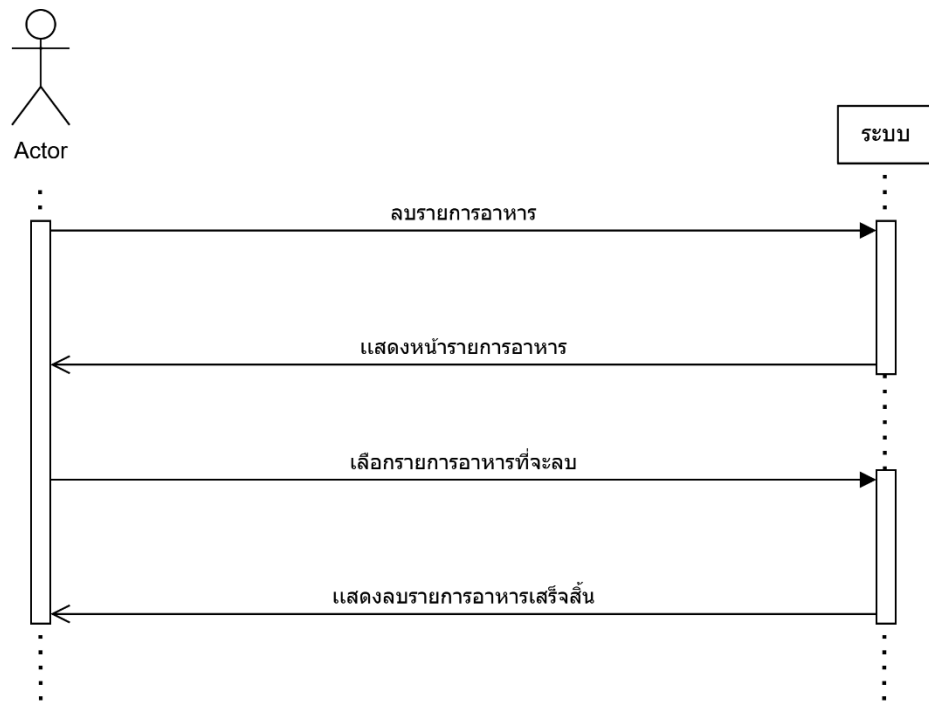 Actor
ระบบ
ลบรายการอาหาร
แสดงหน้ารายการอาหาร
เลือกรายการอาหารที่จะลบ
แสดงลบรายการอาหารเสร็จสิ้น